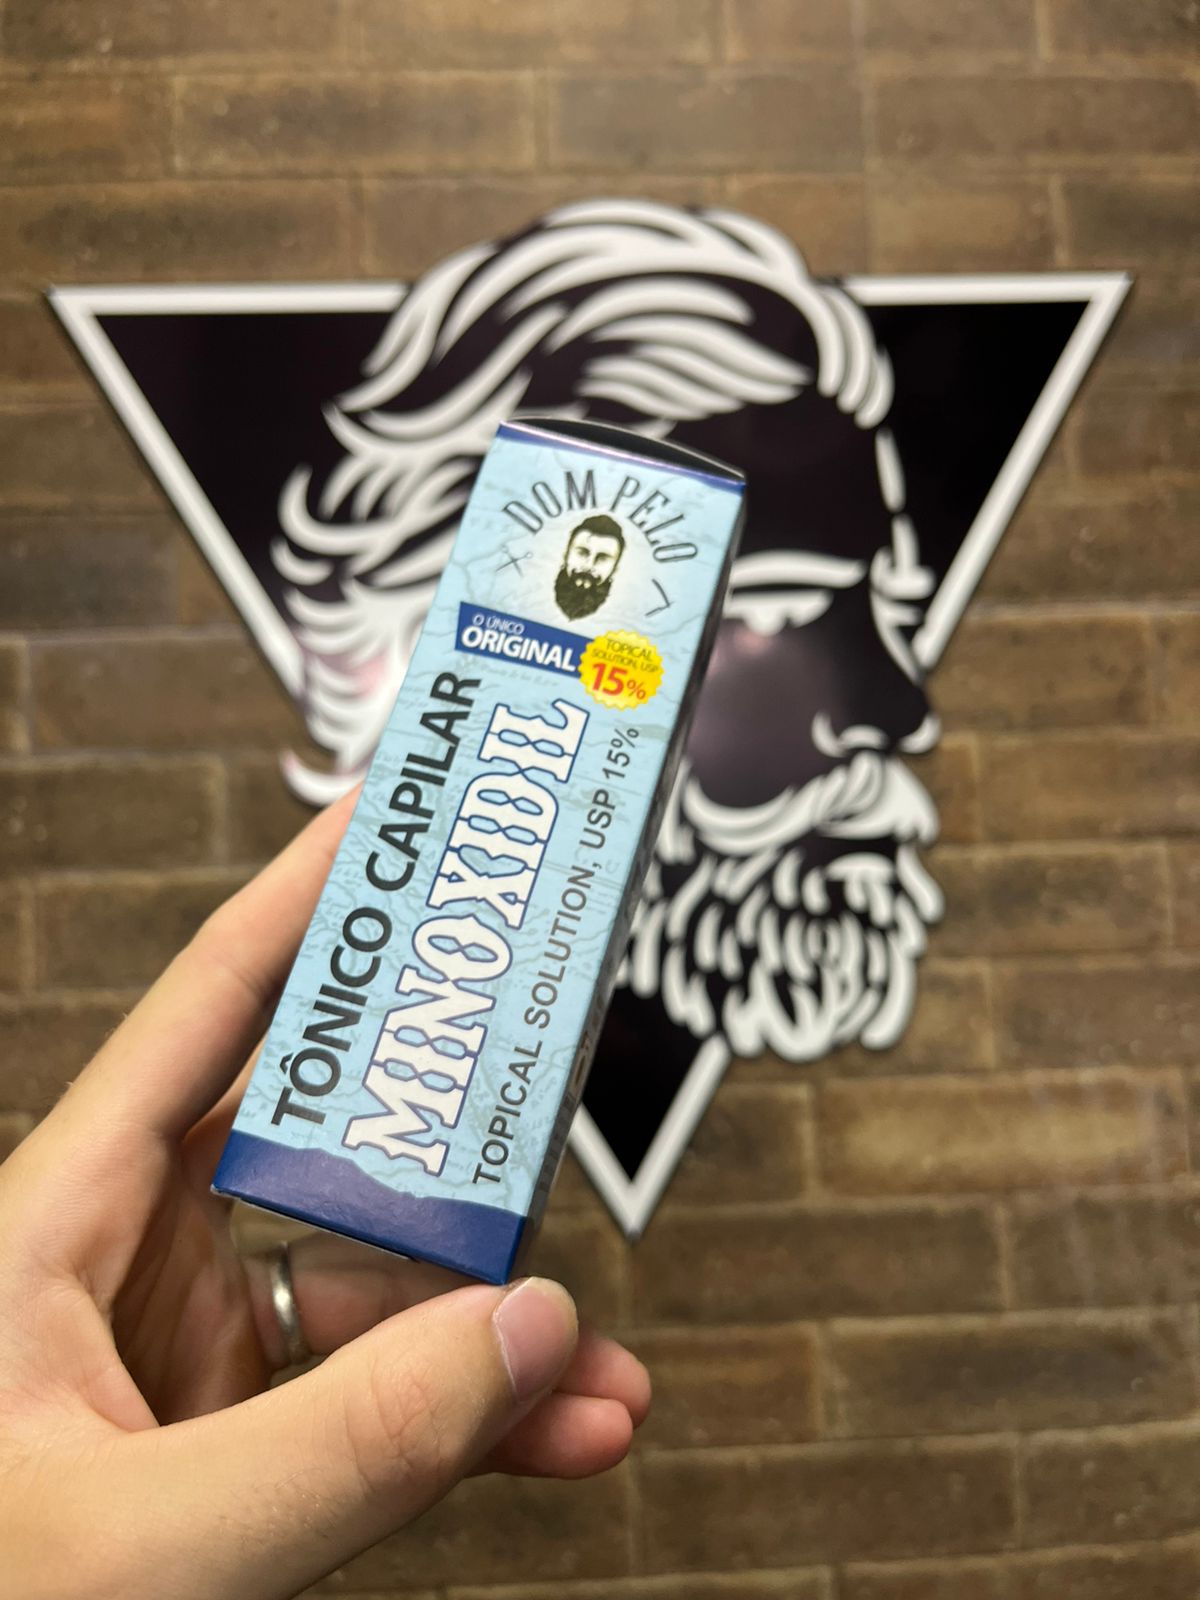 DOM PELO
O ÚNICO
ORIGINAL
TOPICAL
SOLUTION, USP
15%
TÔNICO CAPILAR
MINOXIDIL
TOPICAL SOLUTION, USP 15%